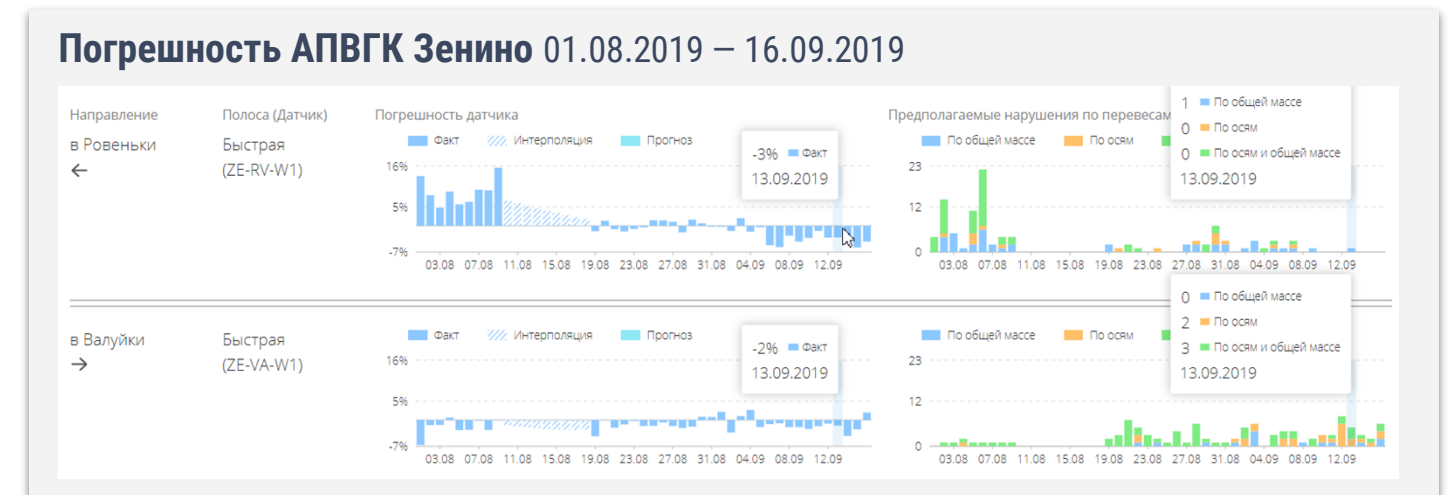 Погрешность АПВГК Зенино 01.08.2019 — 16.09.2019
Направление Полоса (Датчик) Погрешность датчика Предполагаемые нарушения по перевесам
в Ровеньки Быстрая
(ZE-RV-W1)
Факт Интерполяция Прогноз
16%
5%
-7%
03.08 07.08 11.08 15.08 19.08 23.08 27.08 31.08 04.09 08.09 12.09
-3% Факт
13.09.2019
По общей массе По осям
23
12
0
03.08 07.08 11.08 15.08 19.08 23.08 27.08 31.08 04.09 08.09 12.09
1 По общей массе
0 По осям
0 По осям и общей массе
13.09.2019
в Валуйки Быстрая
(ZE-VA-W1)
Факт Интерполяция Прогноз
16%
5%
-7%
03.08 07.08 11.08 15.08 19.08 23.08 27.08 31.08 04.09 08.09 12.09
-2% Факт
13.09.2019
По общей массе По осям
23
12
0
03.08 07.08 11.08 15.08 19.08 23.08 27.08 31.08 04.09 08.09 12.09
0 По общей массе
2 По осям
3 По осям и общей массе
13.09.2019